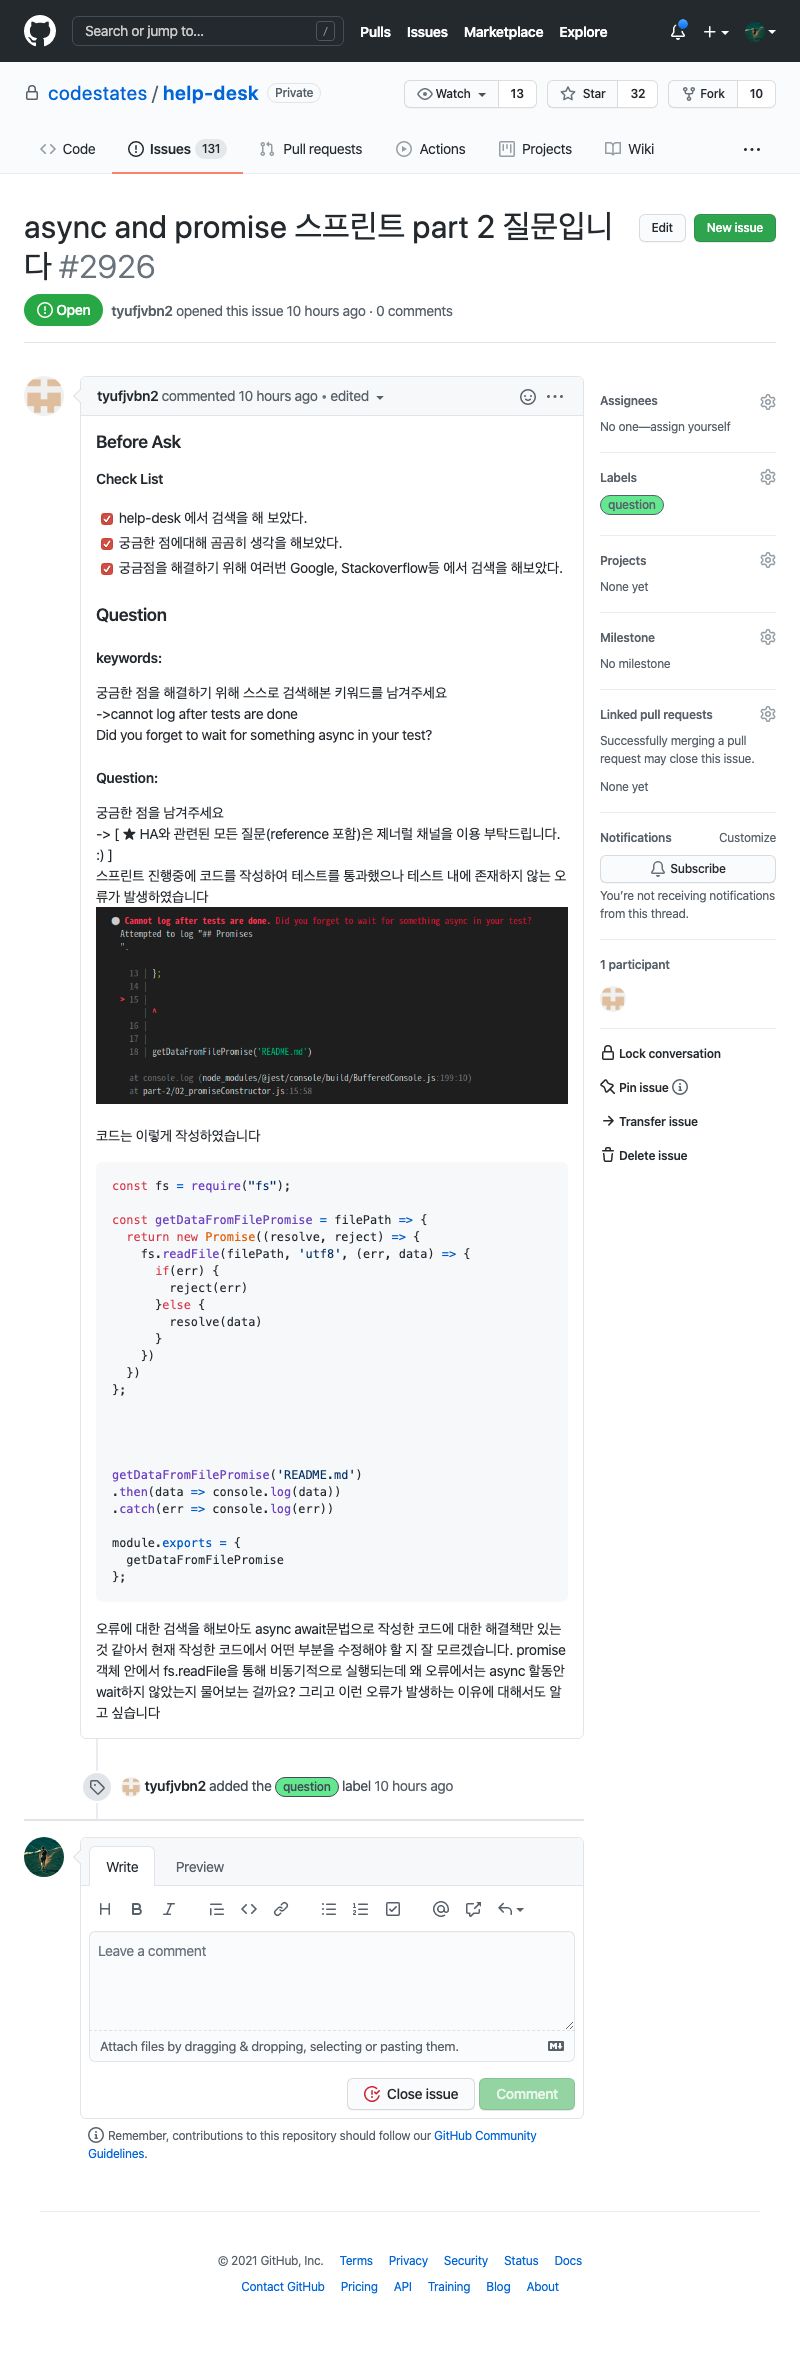 Search or jump to... /
Pulls Issues Marketplace Explore
codestates / help-desk Private
Watch 13 Star 32 Fork 10
Code Issues 131 Pull requests Actions Projects Wiki
async and promise 스프린트 part 2 질문입니
다 #2926
Edit New issue
Open tyufjvbn2 opened this issue 10 hours ago · 0 comments
tyufjvbn2 commented 10 hours ago • edited
Before Ask
Check List
help-desk 에서 검색을 해 보았다.
궁금한 점에대해 곰곰히 생각을 해보았다.
궁금점을 해결하기 위해 여러번 Google, Stackoverflow등 에서 검색을 해보았다.
Question
keywords:
궁금한 점을 해결하기 위해 스스로 검색해본 키워드를 남겨주세요
->cannot log after tests are done
Did you forget to wait for something async in your test?
Question:
궁금한 점을 남겨주세요
-> [ ★ HA와 관련된 모든 질문(reference 포함)은 제너럴 채널을 이용 부탁드립니다.
:) ]
스프린트 진행중에 코드를 작성하여 테스트를 통과했으나 테스트 내에 존재하지 않는 오
류가 발생하였습니다
● Cannot log after tests are done. Did you forget to wait for something async in your test?
Attempted to log "## Promises
".
13 | };
14 |
> 15 |
| ^
16 |
17 |
18 | getDataFromFilePromise('README.md')
at console.log (node_modules/@jest/console/build/BufferedConsole.js:199:10)
at part-2/02_promiseConstructor.js:15:58
코드는 이렇게 작성하였습니다
const fs = require("fs");
const getDataFromFilePromise = filePath => {
return new Promise((resolve, reject) => {
fs.readFile(filePath, 'utf8', (err, data) => {
if(err) {
reject(err)
}else {
resolve(data)
}
})
})
};
getDataFromFilePromise('README.md')
.then(data => console.log(data))
.catch(err => console.log(err))
module.exports = {
getDataFromFilePromise
};
오류에 대한 검색을 해보아도 async await문법으로 작성한 코드에 대한 해결책만 있는
것 같아서 현재 작성한 코드에서 어떤 부분을 수정해야 할 지 잘 모르겠습니다. promise
객체 안에서 fs.readFile을 통해 비동기적으로 실행되는데 왜 오류에서는 async 할동안
wait하지 않았는지 물어보는 걸까요? 그리고 이런 오류가 발생하는 이유에 대해서도 알
고 싶습니다
tyufjvbn2 added the question label 10 hours ago
Assignees
No one—assign yourself
Labels
question
Projects
None yet
Milestone
No milestone
Linked pull requests
Successfully merging a pull
request may close this issue.
None yet
Notifications Customize
Subscribe
You're not receiving notifications
from this thread.
1 participant
Lock conversation
Pin issue
Transfer issue
Delete issue
Write Preview
Leave a comment
Attach files by dragging & dropping, selecting or pasting them.
Close issue Comment
Remember, contributions to this repository should follow our GitHub Community
Guidelines.
© 2021 GitHub, Inc. Terms Privacy Security Status Docs
Contact GitHub Pricing API Training Blog About